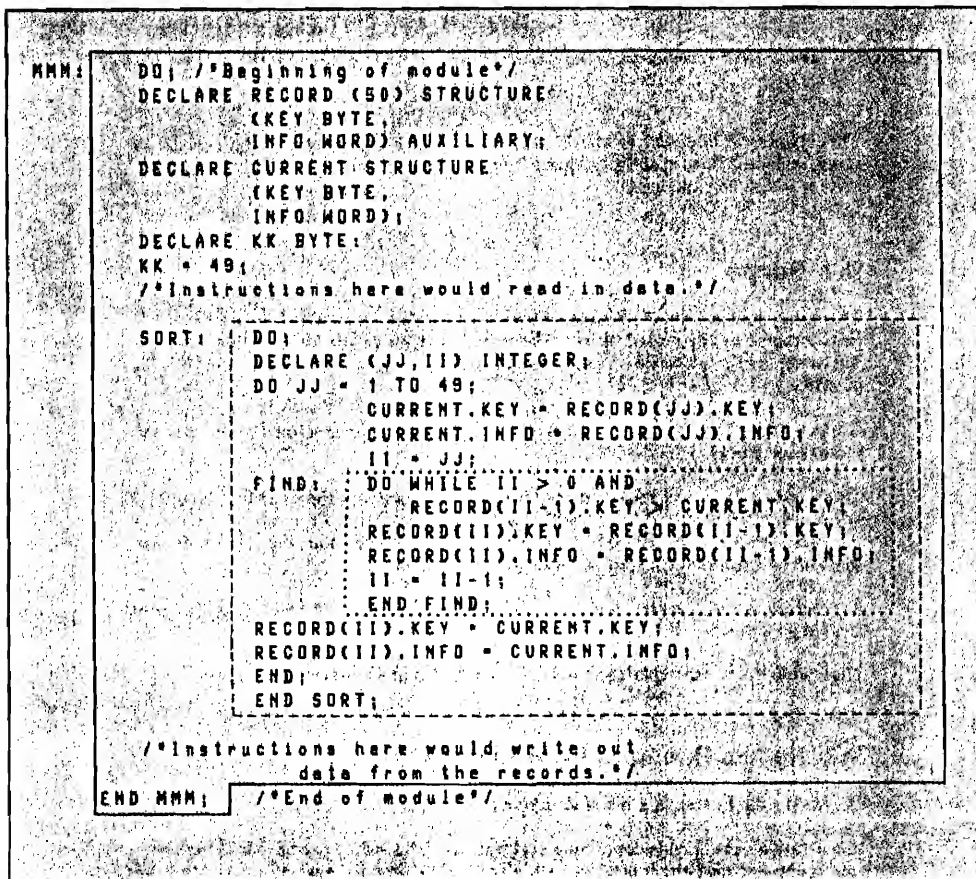 MMM: DO; /*Beginning of module*/
DECLARE RECORD (50) STRUCTURE
(KEY BYTE,
INFO WORD) AUXILIARY;
DECLARE CURRENT STRUCTURE
(KEY BYTE,
INFO WORD);
DECLARE KK BYTE;
KK = 49;
/*Instructions here would read in data.*/
SORT: DO;
DECLARE (JJ,II) INTEGER;
DO JJ = 1 TO 49;
CURRENT.KEY = RECORD(JJ).KEY;
CURRENT.INFO = RECORD(JJ).INFO;
II = JJ;
FIND: DO WHILE II > 0 AND
RECORD(II-1).KEY > CURRENT.KEY;
RECORD(II).KEY = RECORD(II-1).KEY;
RECORD(II).INFO = RECORD(II-1).INFO;
II = II-1;
END FIND;
RECORD(II).KEY = CURRENT.KEY;
RECORD(II).INFO = CURRENT.INFO;
END;
END SORT;
/*Instructions here would write out
data from the records.*/
END MMM; /*End of module*/